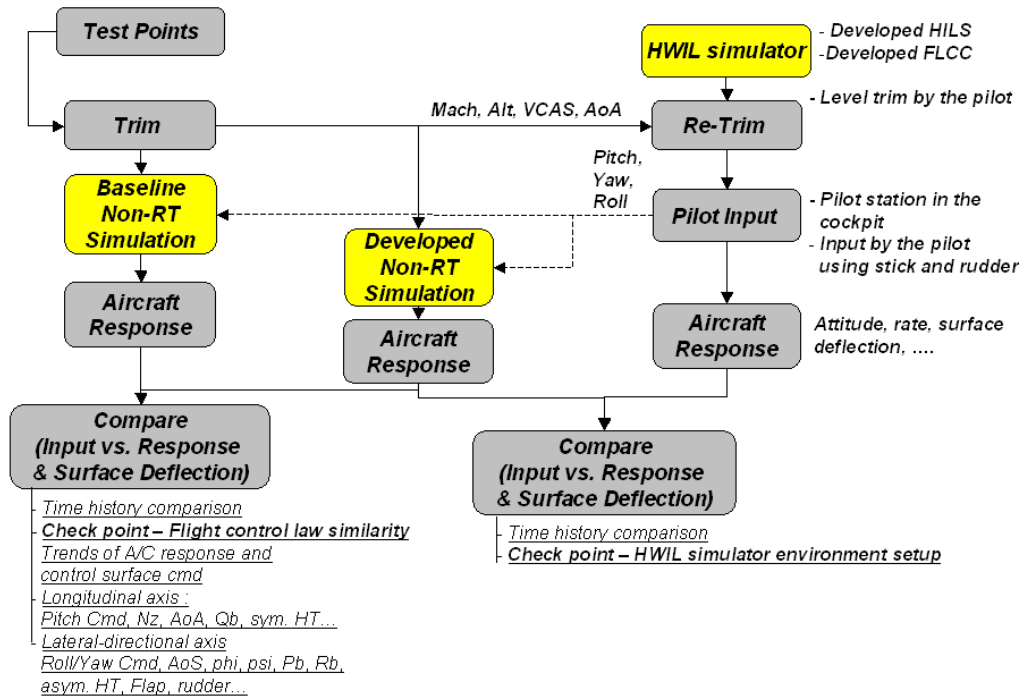 Test Points
HWIL simulator
- Developed HILS
-Developed FLCC
Trim
Mach, Alt, VCAS, AoA
Re-Trim
- Level trim by the pilot
Baseline
Non-RT
Simulation
Pitch,
Yaw,
Roll
Pilot Input
- Pilot station in the
cockpit
- Input by the pilot
using stick and rudder
Developed
Non-RT
Simulation
Aircraft
Response
Aircraft
Response
Aircraft
Response
Attitude, rate, surface
deflection, ....
Compare
(Input vs. Response
& Surface Deflection)
- Time history comparison
- Check point – Flight control law similarity
Trends of A/C response and
control surface cmd
- Longitudinal axis :
Pitch Cmd, Nz, AoA, Qb, sym. HT...
- Lateral-directional axis
Roll/Yaw Cmd, AoS, phi, psi, Pb, Rb,
asym. HT, Flap, rudder...
Compare
(Input vs. Response
& Surface Deflection)
- Time history comparison
- Check point – HWIL simulator environment setup